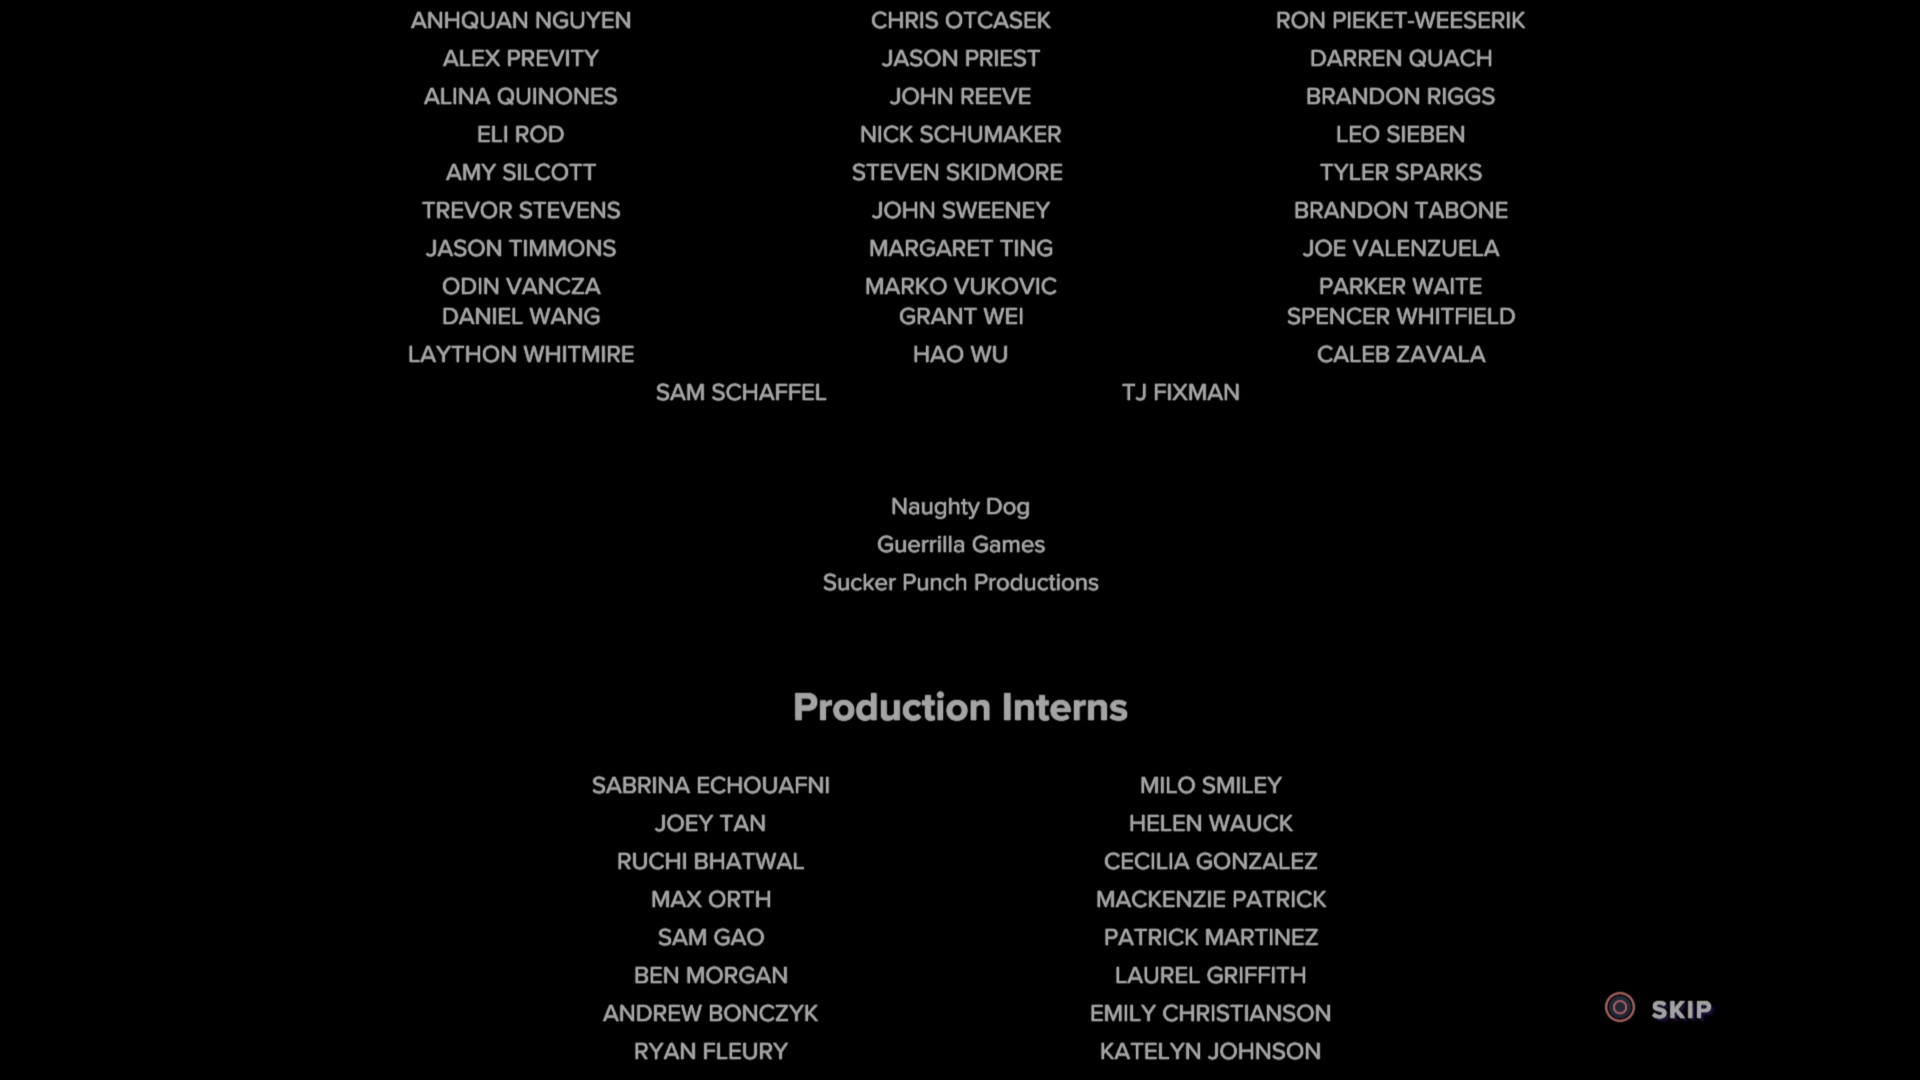 ANHQUAN NGUYEN CHRIS OTCASEK RON PIEKET-WEESERIK
ALEX PREVITY JASON PRIEST DARREN QUACH
ALINA QUINONES JOHN REEVE BRANDON RIGGS
ELI ROD NICK SCHUMAKER LEO SIEBEN
AMY SILCOTT STEVEN SKIDMORE TYLER SPARKS
TREVOR STEVENS JOHN SWEENEY BRANDON TABONE
JASON TIMMONS MARGARET TING JOE VALENZUELA
ODIN VANCZA MARKO VUKOVIC PARKER WAITE
DANIEL WANG GRANT WEI SPENCER WHITFIELD
LAYTHON WHITMIRE HAO WU CALEB ZAVALA
SAM SCHAFFEL TJ FIXMAN
Naughty Dog
Guerrilla Games
Sucker Punch Productions
Production Interns
SABRINA ECHOUAFNI MILO SMILEY
JOEY TAN HELEN WAUCK
RUCHI BHATWAL CECILIA GONZALEZ
MAX ORTH MACKENZIE PATRICK
SAM GAO PATRICK MARTINEZ
BEN MORGAN LAUREL GRIFFITH
ANDREW BONCZYK EMILY CHRISTIANSON
RYAN FLEURY KATELYN JOHNSON
SKIP